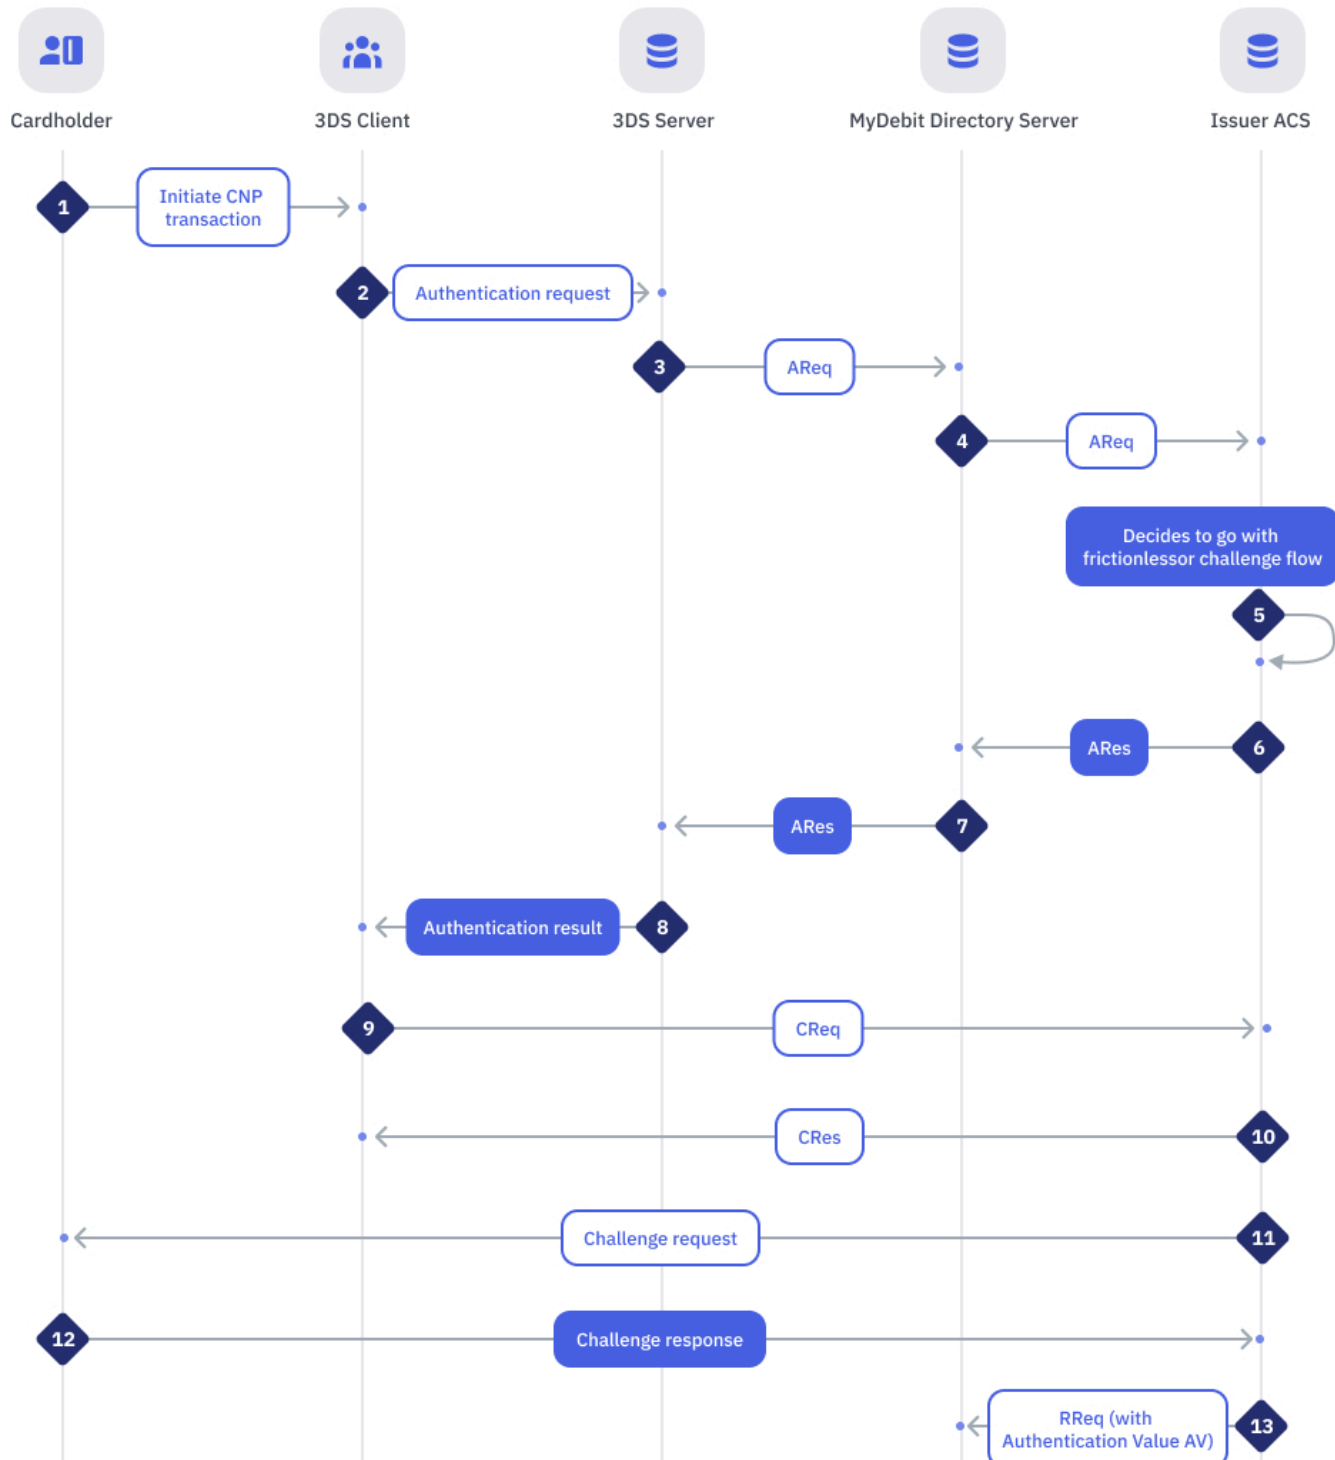 Cardholder
3DS Client
3DS Server
MyDebit Directory Server
Issuer ACS
1
Initiate CNP
transaction
2
Authentication request
3
AReq
4
AReq
Decides to go with
frictionlessor challenge flow
5
ARes
6
ARes
7
Authentication result
8
9
CReq
CRes
10
Challenge request
11
12
Challenge response
RReq (with
Authentication Value AV)
13